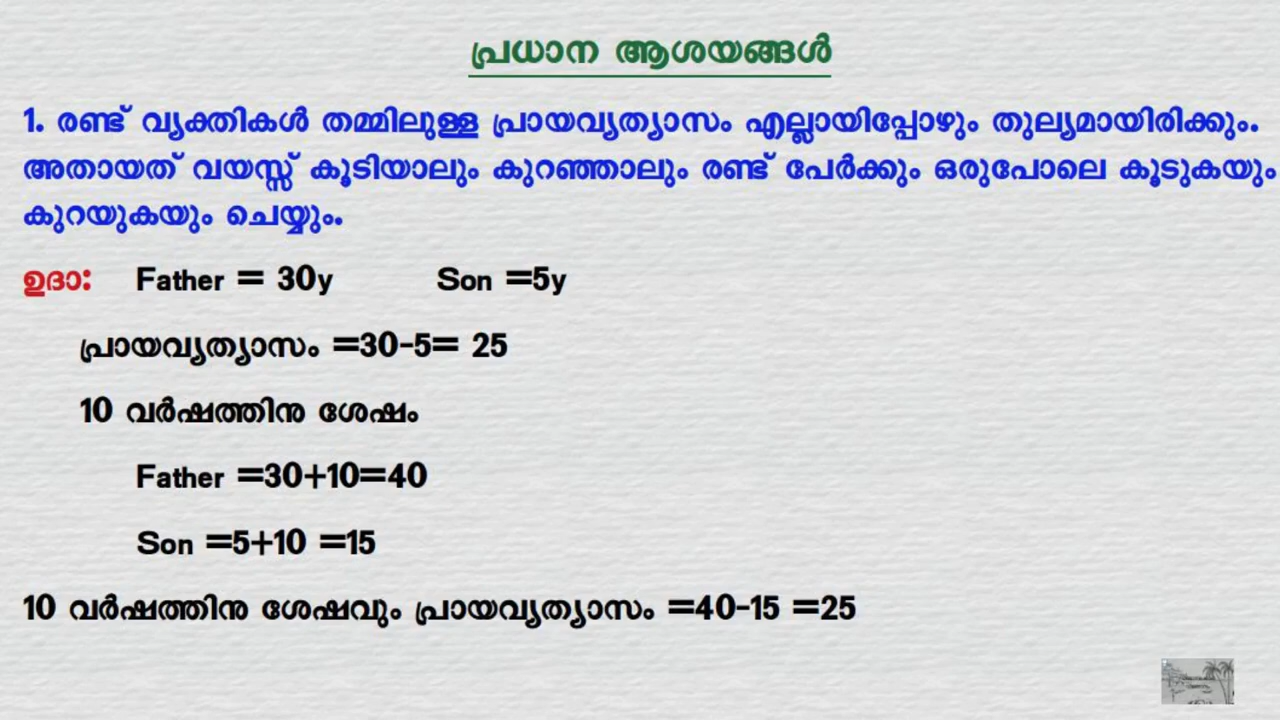 പ്രധാന ആശയങ്ങൾ
1. രണ്ട് വ്യക്തികൾ തമ്മിലുള്ള പ്രായവ്യത്യാസം എല്ലായിപ്പോഴും തുല്യമായിരിക്കും.
അതായത് വയസ്സ് കൂടിയാലും കുറഞ്ഞാലും രണ്ട് പേർക്കും ഒരുപോലെ കൂടുകയും
കുറയുകയും ചെയ്യും.
ഉദാ: Father = 30y Son =5y
പ്രായവ്യത്യാസം =30-5= 25
10 വർഷത്തിനു ശേഷം
Father =30+10=40
Son =5+10 =15
10 വർഷത്തിനു ശേഷവും പ്രായവ്യത്യാസം =40-15 =25